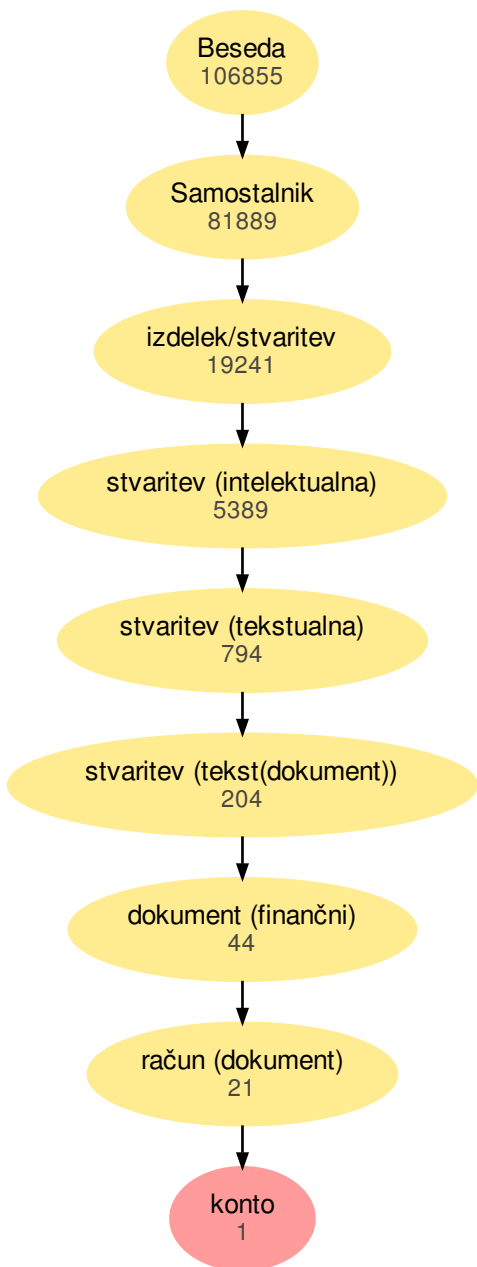 Beseda
106855
Samostalnik
81889
izdelek/stvaritev
19241
stvaritev (intelektualna)
5389
stvaritev (tekstualna)
794
stvaritev (tekst(dokument))
204
dokument (finančni)
44
račun (dokument)
21
konto
1